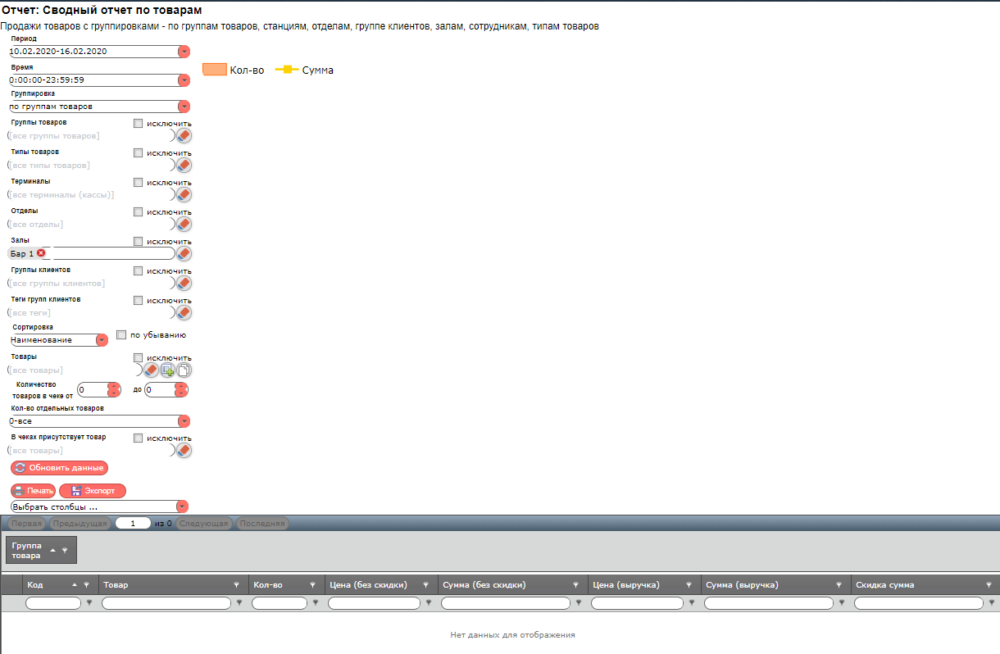 Отчет: Сводный отчет по товарам
Продажи товаров с группировками - по группам товаров, станциям, отделам, группе клиентов, залам, сотрудникам, типам товаров
Период
10.02.2020-16.02.2020
Время
0:00:00-23:59:59
Кол-во
Сумма
Группировка
по группам товаров
Группы товаров
исключить
[все группы товаров]
Типы товаров
исключить
[все типы товаров]
Терминалы
исключить
[все терминалы (кассы)]
Отделы
исключить
[все отделы]
Залы
исключить
Бар 1
Группы клиентов
исключить
[все группы клиентов]
Теги групп клиентов
исключить
[все теги]
Сортировка
Наименование
по убыванию
Товары
исключить
[все товары]
Количество
товаров в чеке от
0
до
0
Кол-во отдельных товаров
0-все
В чеках присутствует товар
исключить
[все товары]
Обновить данные
Печать
Экспорт
Выбрать столбцы ...
Первая
Предыдущая
1
из 0
Следующая
Последняя
Группа
товара
Код
Товар
Кол-во
Цена (без скидки)
Сумма (без скидки)
Цена (выручка)
Сумма (выручка)
Скидка сумма
Нет данных для отображения